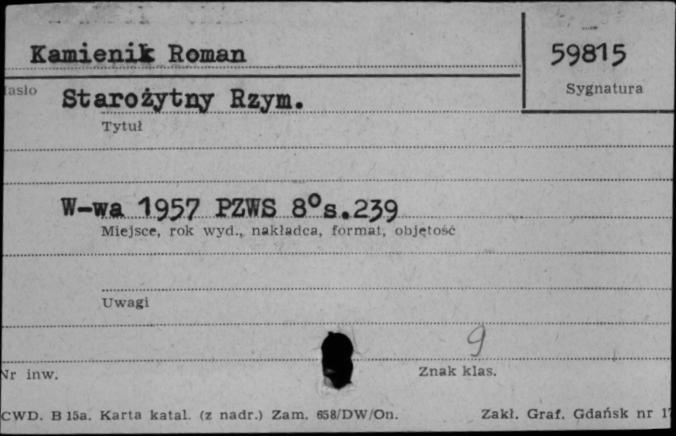 Kamienik Roman
59815
Hasło
Sygnatura
Starożytny Rzym.
Tytuł
W-wa 1957 PZWS 8°s.239
Miejsce, rok wyd., nakładca, format, objętość
Uwagi
9
Nr inw.
Znak klas.
CWD. B 15a. Karta katal. (z nadr.) Zam. 658/DW/On.
Zakł. Graf. Gdańsk nr